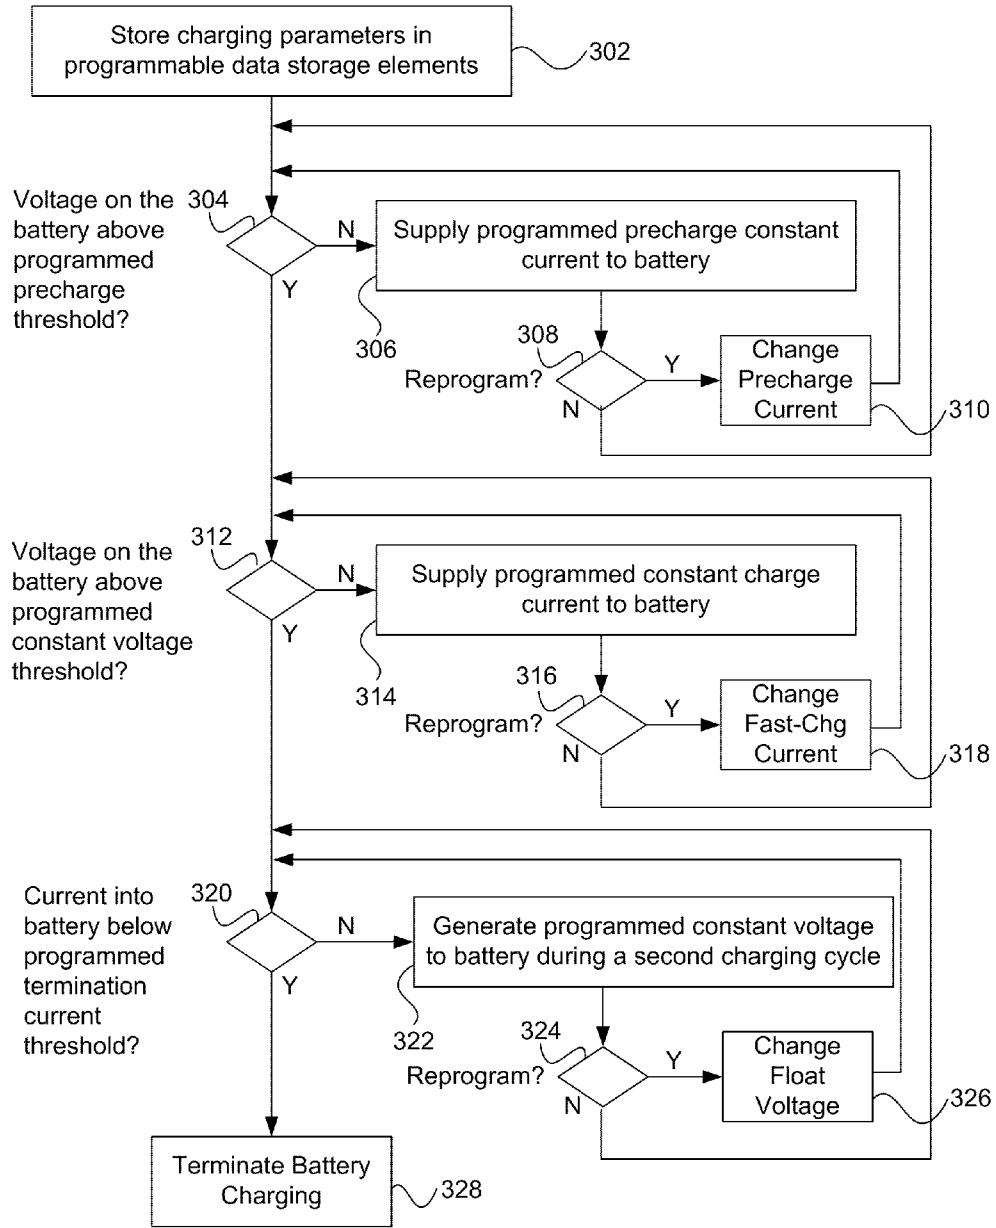 Store charging parameters in
programmable data storage elements
302
Voltage on the
battery above
programmed
precharge
threshold?
304
N
Y
Supply programmed precharge constant
current to battery
306
308
Reprogram?
Y
N
Change
Precharge
Current
310
Voltage on the
battery above
programmed
constant voltage
threshold?
312
N
Y
Supply programmed constant charge
current to battery
314
316
Reprogram?
Y
N
Change
Fast-Chg
Current
318
Current into
battery below
programmed
termination
current
threshold?
320
N
Y
Generate programmed constant voltage
to battery during a second charging cycle
322
324
Reprogram?
Y
N
Change
Float
Voltage
326
Terminate Battery
Charging
328